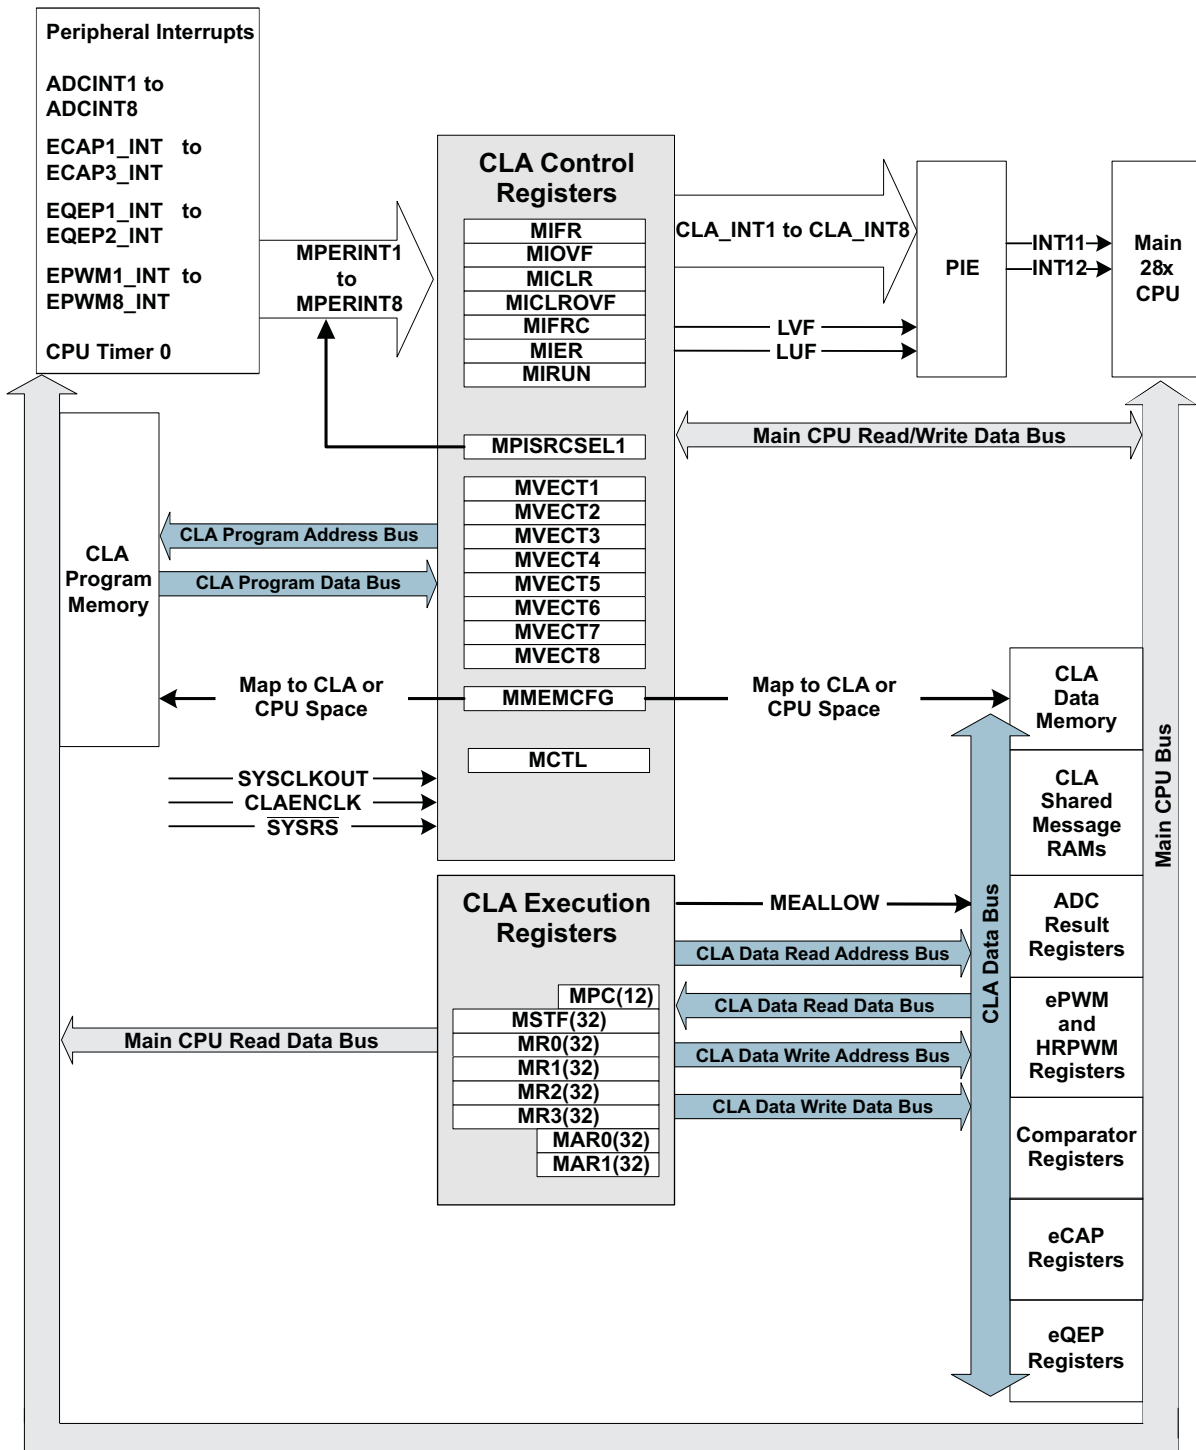 Peripheral Interrupts
ADCINT1 to
ADCINT8
ECAP1_INT to
ECAP3_INT
EQEP1_INT to
EQEP2_INT
EPWM1_INT to
EPWM8_INT
CPU Timer 0
MPERINT1
to
MPERINT8
CLA Control
Registers
MIFR
MIOVF
MICLR
MICLROVF
MIFRC
MIER
MIRUN
MPISRCSEL1
MVECT1
MVECT2
MVECT3
MVECT4
MVECT5
MVECT6
MVECT7
MVECT8
MMEMCFG
MCTL
CLA_INT1 to CLA_INT8
LVF
LUF
PIE
INT11
INT12
Main
28x
CPU
Main CPU Read/Write Data Bus
CLA Program Address Bus
CLA Program Data Bus
CLA
Program
Memory
Map to CLA or
CPU Space
Map to CLA or
CPU Space
SYSCLKOUT
CLAENCLK
SYSRS
CLA
Data
Memory
CLA
Shared
Message
RAMs
ADC
Result
Registers
ePWM
and
HRPWM
Registers
Comparator
Registers
eCAP
Registers
eQEP
Registers
Main CPU Bus
CLA Data Bus
CLA Execution
Registers
MPC(12)
MSTF(32)
MR0(32)
MR1(32)
MR2(32)
MR3(32)
MAR0(32)
MAR1(32)
MEALLOW
CLA Data Read Address Bus
CLA Data Read Data Bus
CLA Data Write Address Bus
CLA Data Write Data Bus
Main CPU Read Data Bus